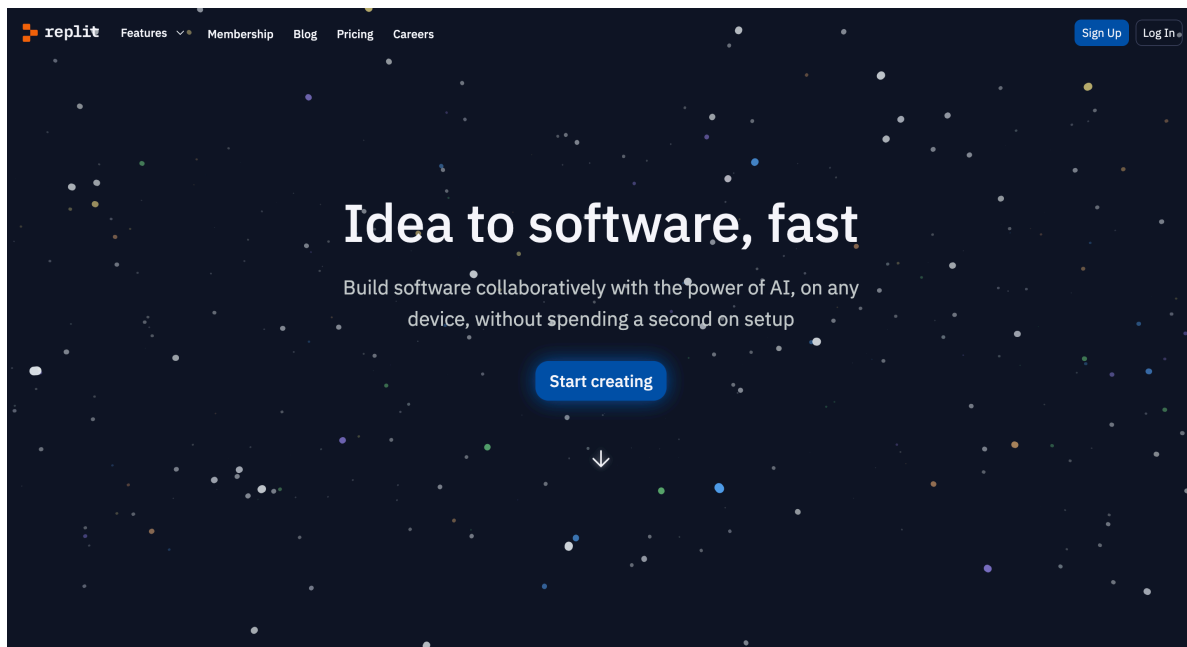 replit
Features
Membership
Blog
Pricing
Careers
Sign Up
Log In
Idea to software, fast
Build software collaboratively with the power of AI, on any
device, without spending a second on setup
Start creating